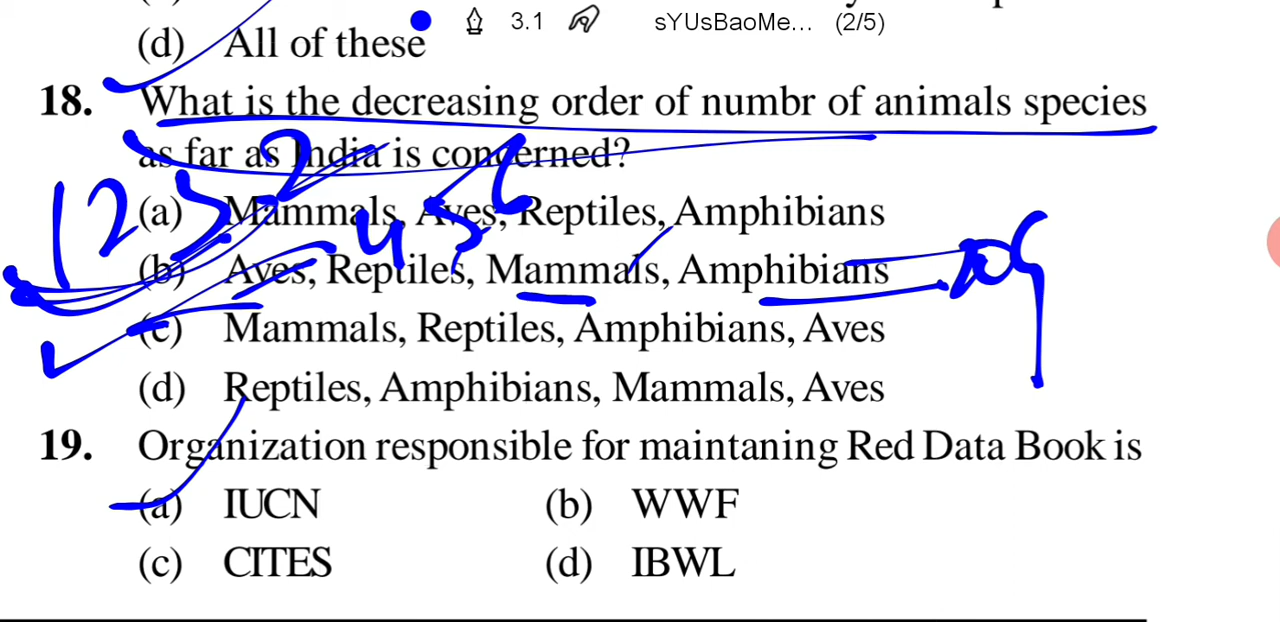 3.1 sYUsBaoMe... (2/5)
(d) All of these
18. What is the decreasing order of numbr of animals species
as far as India is concerned?
(a) Mammals, Aves, Reptiles, Amphibians
(b) Aves, Reptiles, Mammals, Amphibians
(c) Mammals, Reptiles, Amphibians, Aves
(d) Reptiles, Amphibians, Mammals, Aves
19. Organization responsible for maintaning Red Data Book is
(a) IUCN (b) WWF
(c) CITES (d) IBWL